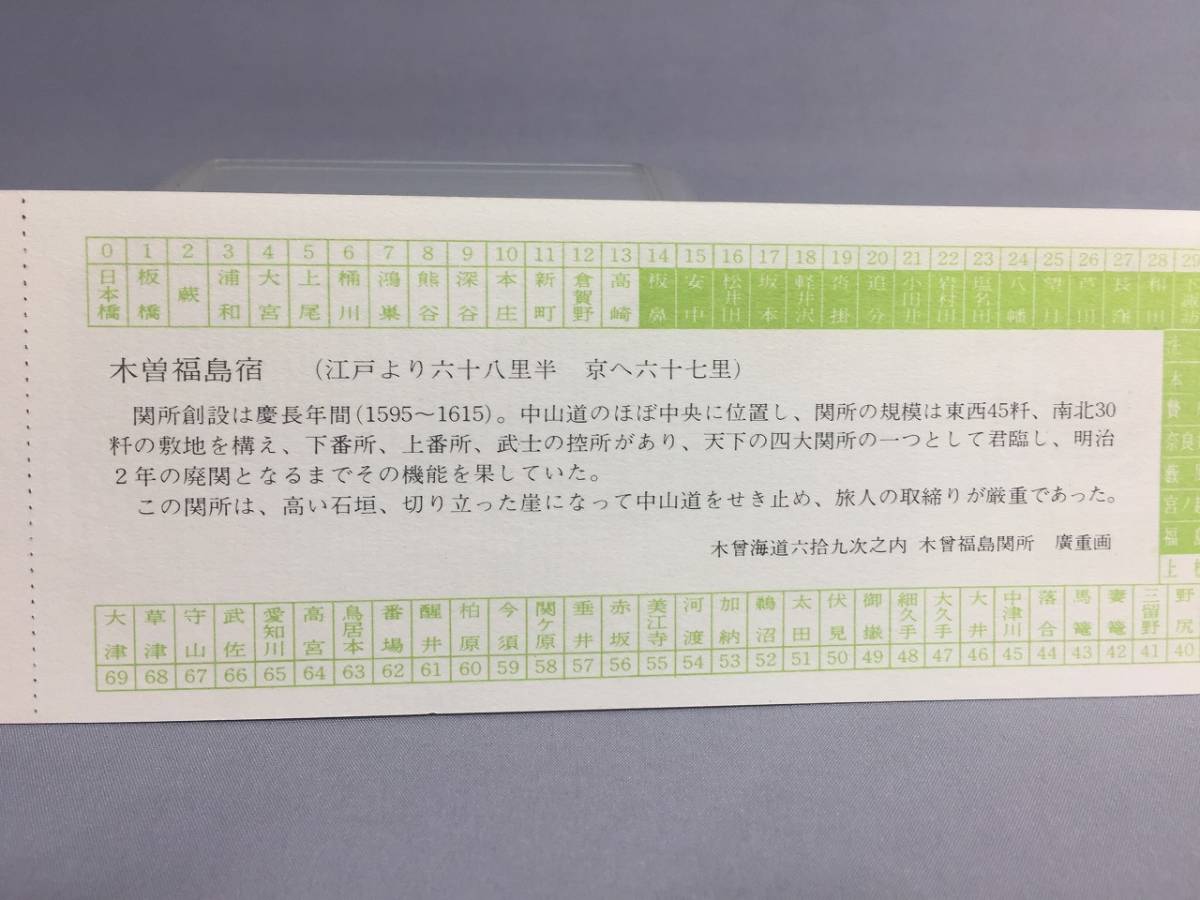 0 1 2 3 4 5 6 7 8 9 10 11 12 13 14 15 16 17 18 19 20 21 22 23 24 25 26 27 28 29
日本橋 板橋 蕨 浦和 大宮 上尾 桶川 鴻巣 熊谷 深谷 本庄 新町 倉賀野 高崎 板鼻 安中 松井田 坂本 軽井沢 沓掛 追分 小田井 岩村田 塩名田 八幡 望月 芦田 長窪 和田
木曽福島宿 (江戸より六十八里半 京へ六十七里)
関所創設は慶長年間(1595〜1615)。中山道のほぼ中央に位置し、関所の規模は東西45粁、南北30
粁の敷地を構え、下番所、上番所、武士の控所があり、天下の四大関所の一つとして君臨し、明治
2年の廃関となるまでその機能を果していた。
この関所は、高い石垣、切り立った崖になって中山道をせき止め、旅人の取締りが厳重であった。
木曾海道六拾九次之内 木曾福島関所 廣重画
奈良
福島
大津 草津 守山 武佐 愛知川 高宮 鳥居本 番場 醒井 柏原 今須 関ヶ原 垂井 赤坂 美江寺 河渡 加納 鵜沼 太田 伏見 御嶽 細久手 大久手 大井 中津川 落合 馬篭 妻篭 三留野 野尻
69 68 67 66 65 64 63 62 61 60 59 58 57 56 55 54 53 52 51 50 49 48 47 46 45 44 43 42 41 40